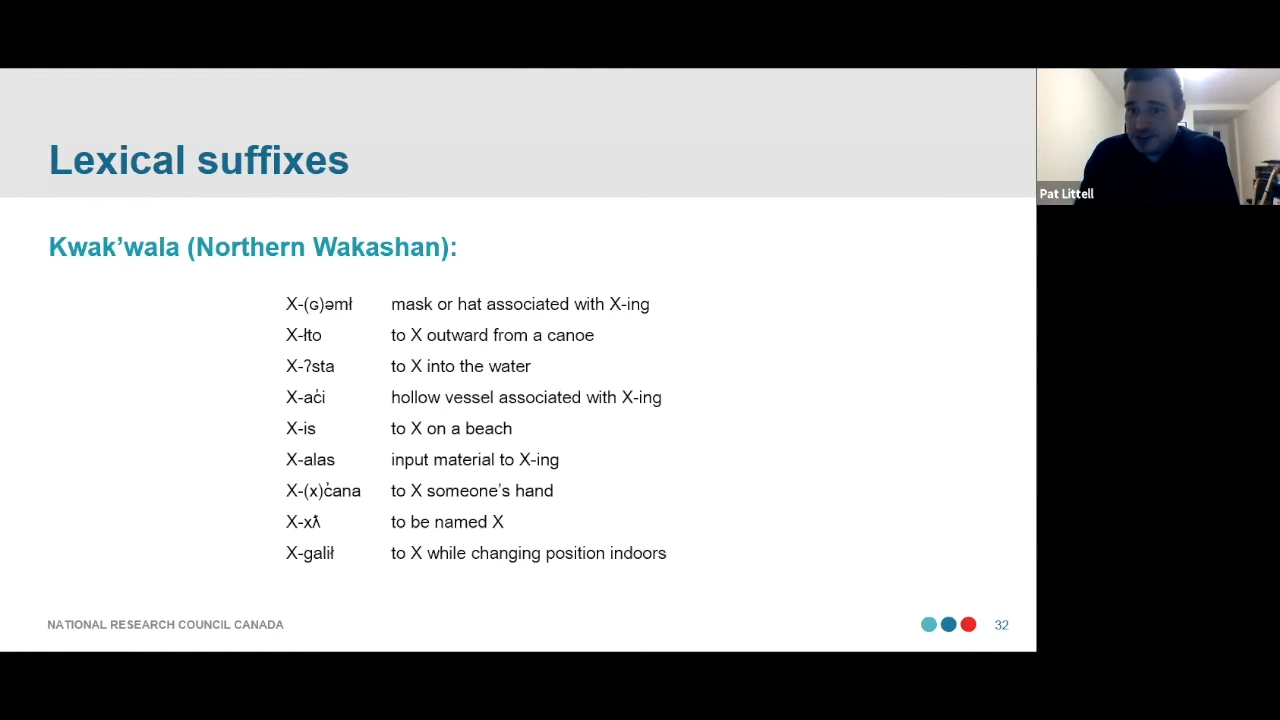 Lexical suffixes
Pat Littell
Kwak’wala (Northern Wakashan):
X-(ɢ)əmł mask or hat associated with X-ing
X-łto to X outward from a canoe
X-ʔsta to X into the water
X-ac̓i hollow vessel associated with X-ing
X-is to X on a beach
X-alas input material to X-ing
X-(x)c̓ana to X someone’s hand
X-xƛ̓ to be named X
X-galił to X while changing position indoors
NATIONAL RESEARCH COUNCIL CANADA
32